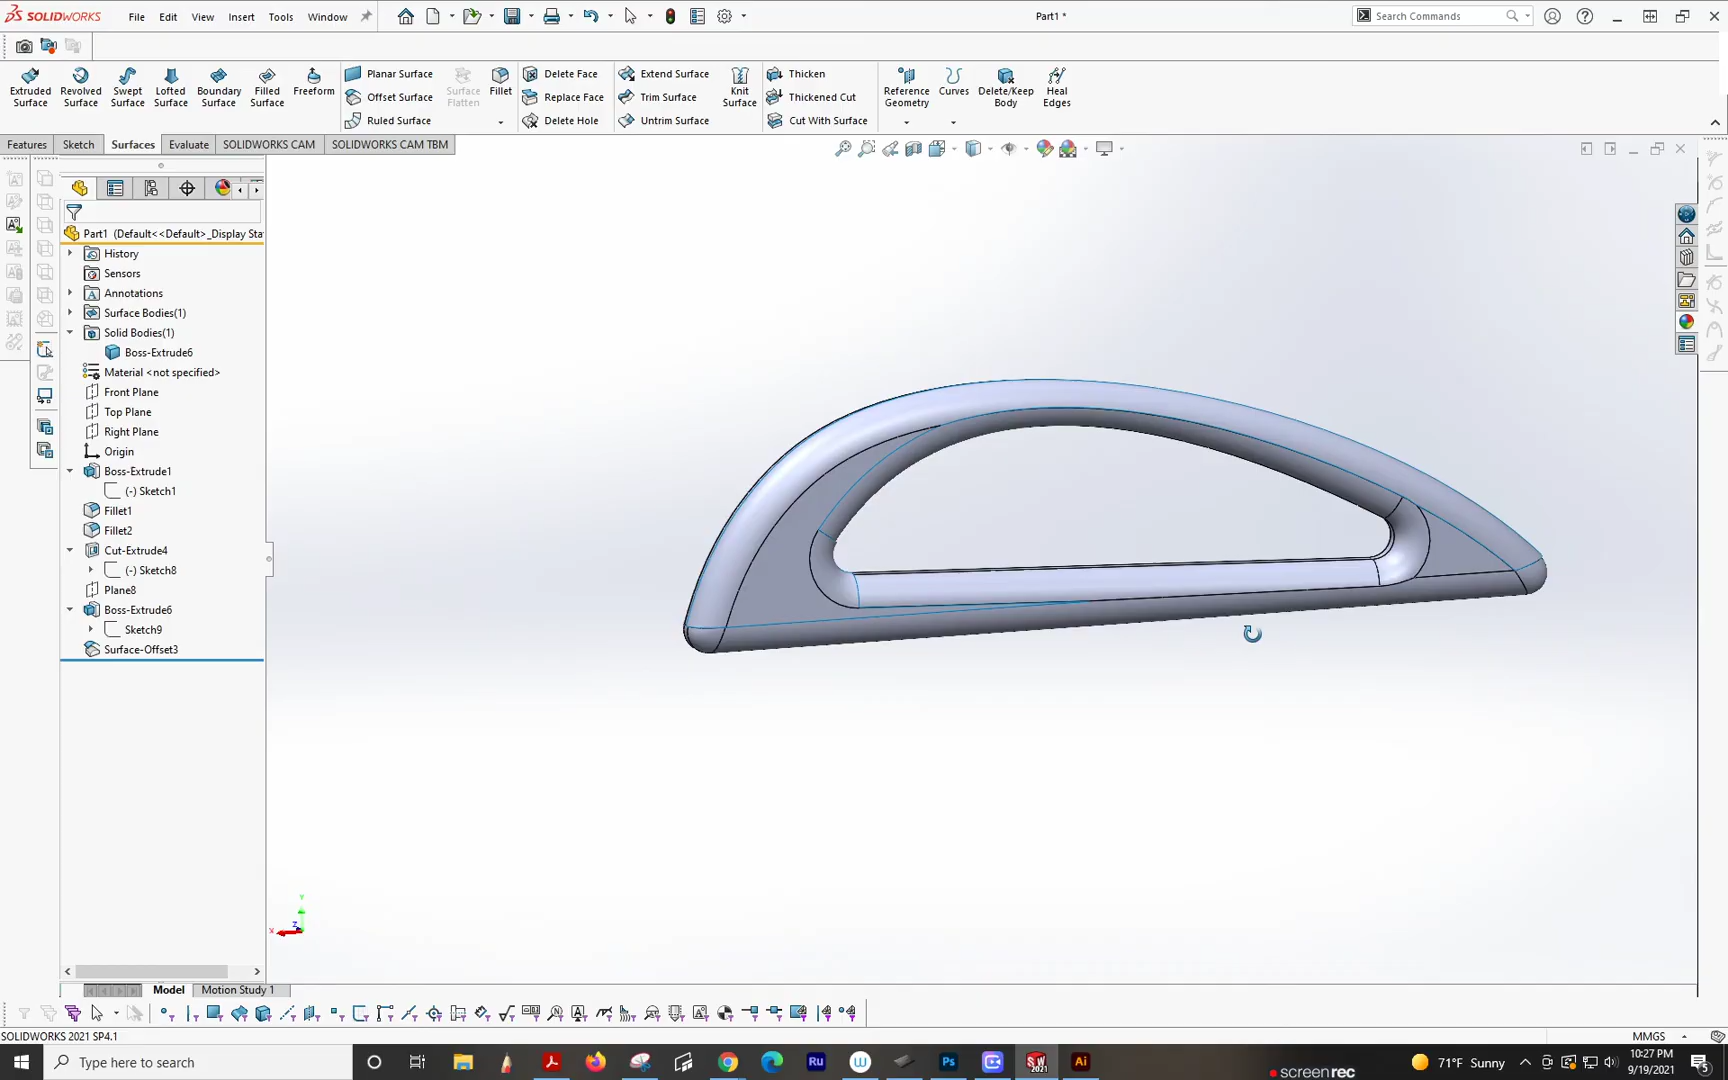 SOLIDWORKS File Edit View Insert Tools Window Part1 * Search Commands
Extruded Surface
Revolved Surface
Swept Surface
Lofted Surface
Boundary Surface
Filled Surface
Freeform
Planar Surface
Offset Surface
Ruled Surface
Surface Flatten
Fillet
Delete Face
Replace Face
Delete Hole
Extend Surface
Trim Surface
Untrim Surface
Knit Surface
Thicken
Thickened Cut
Cut With Surface
Reference Geometry
Curves
Delete/Keep Body
Heal Edges
Features Sketch Surfaces Evaluate SOLIDWORKS CAM SOLIDWORKS CAM TBM
Part1 (Default<<Default>_Display Sta
History
Sensors
Annotations
Surface Bodies(1)
Solid Bodies(1)
Boss-Extrude6
Material <not specified>
Front Plane
Top Plane
Right Plane
Origin
Boss-Extrude1
(-) Sketch1
Fillet1
Fillet2
Cut-Extrude4
(-) Sketch8
Plane8
Boss-Extrude6
Sketch9
Surface-Offset3
Y
X
Z
Model Motion Study 1
SOLIDWORKS 2021 SP4.1 MMGS
Type here to search
Ru
Ps
SW
2021
Ai
screenrec
71°F Sunny
10:27 PM
9/19/2021
5